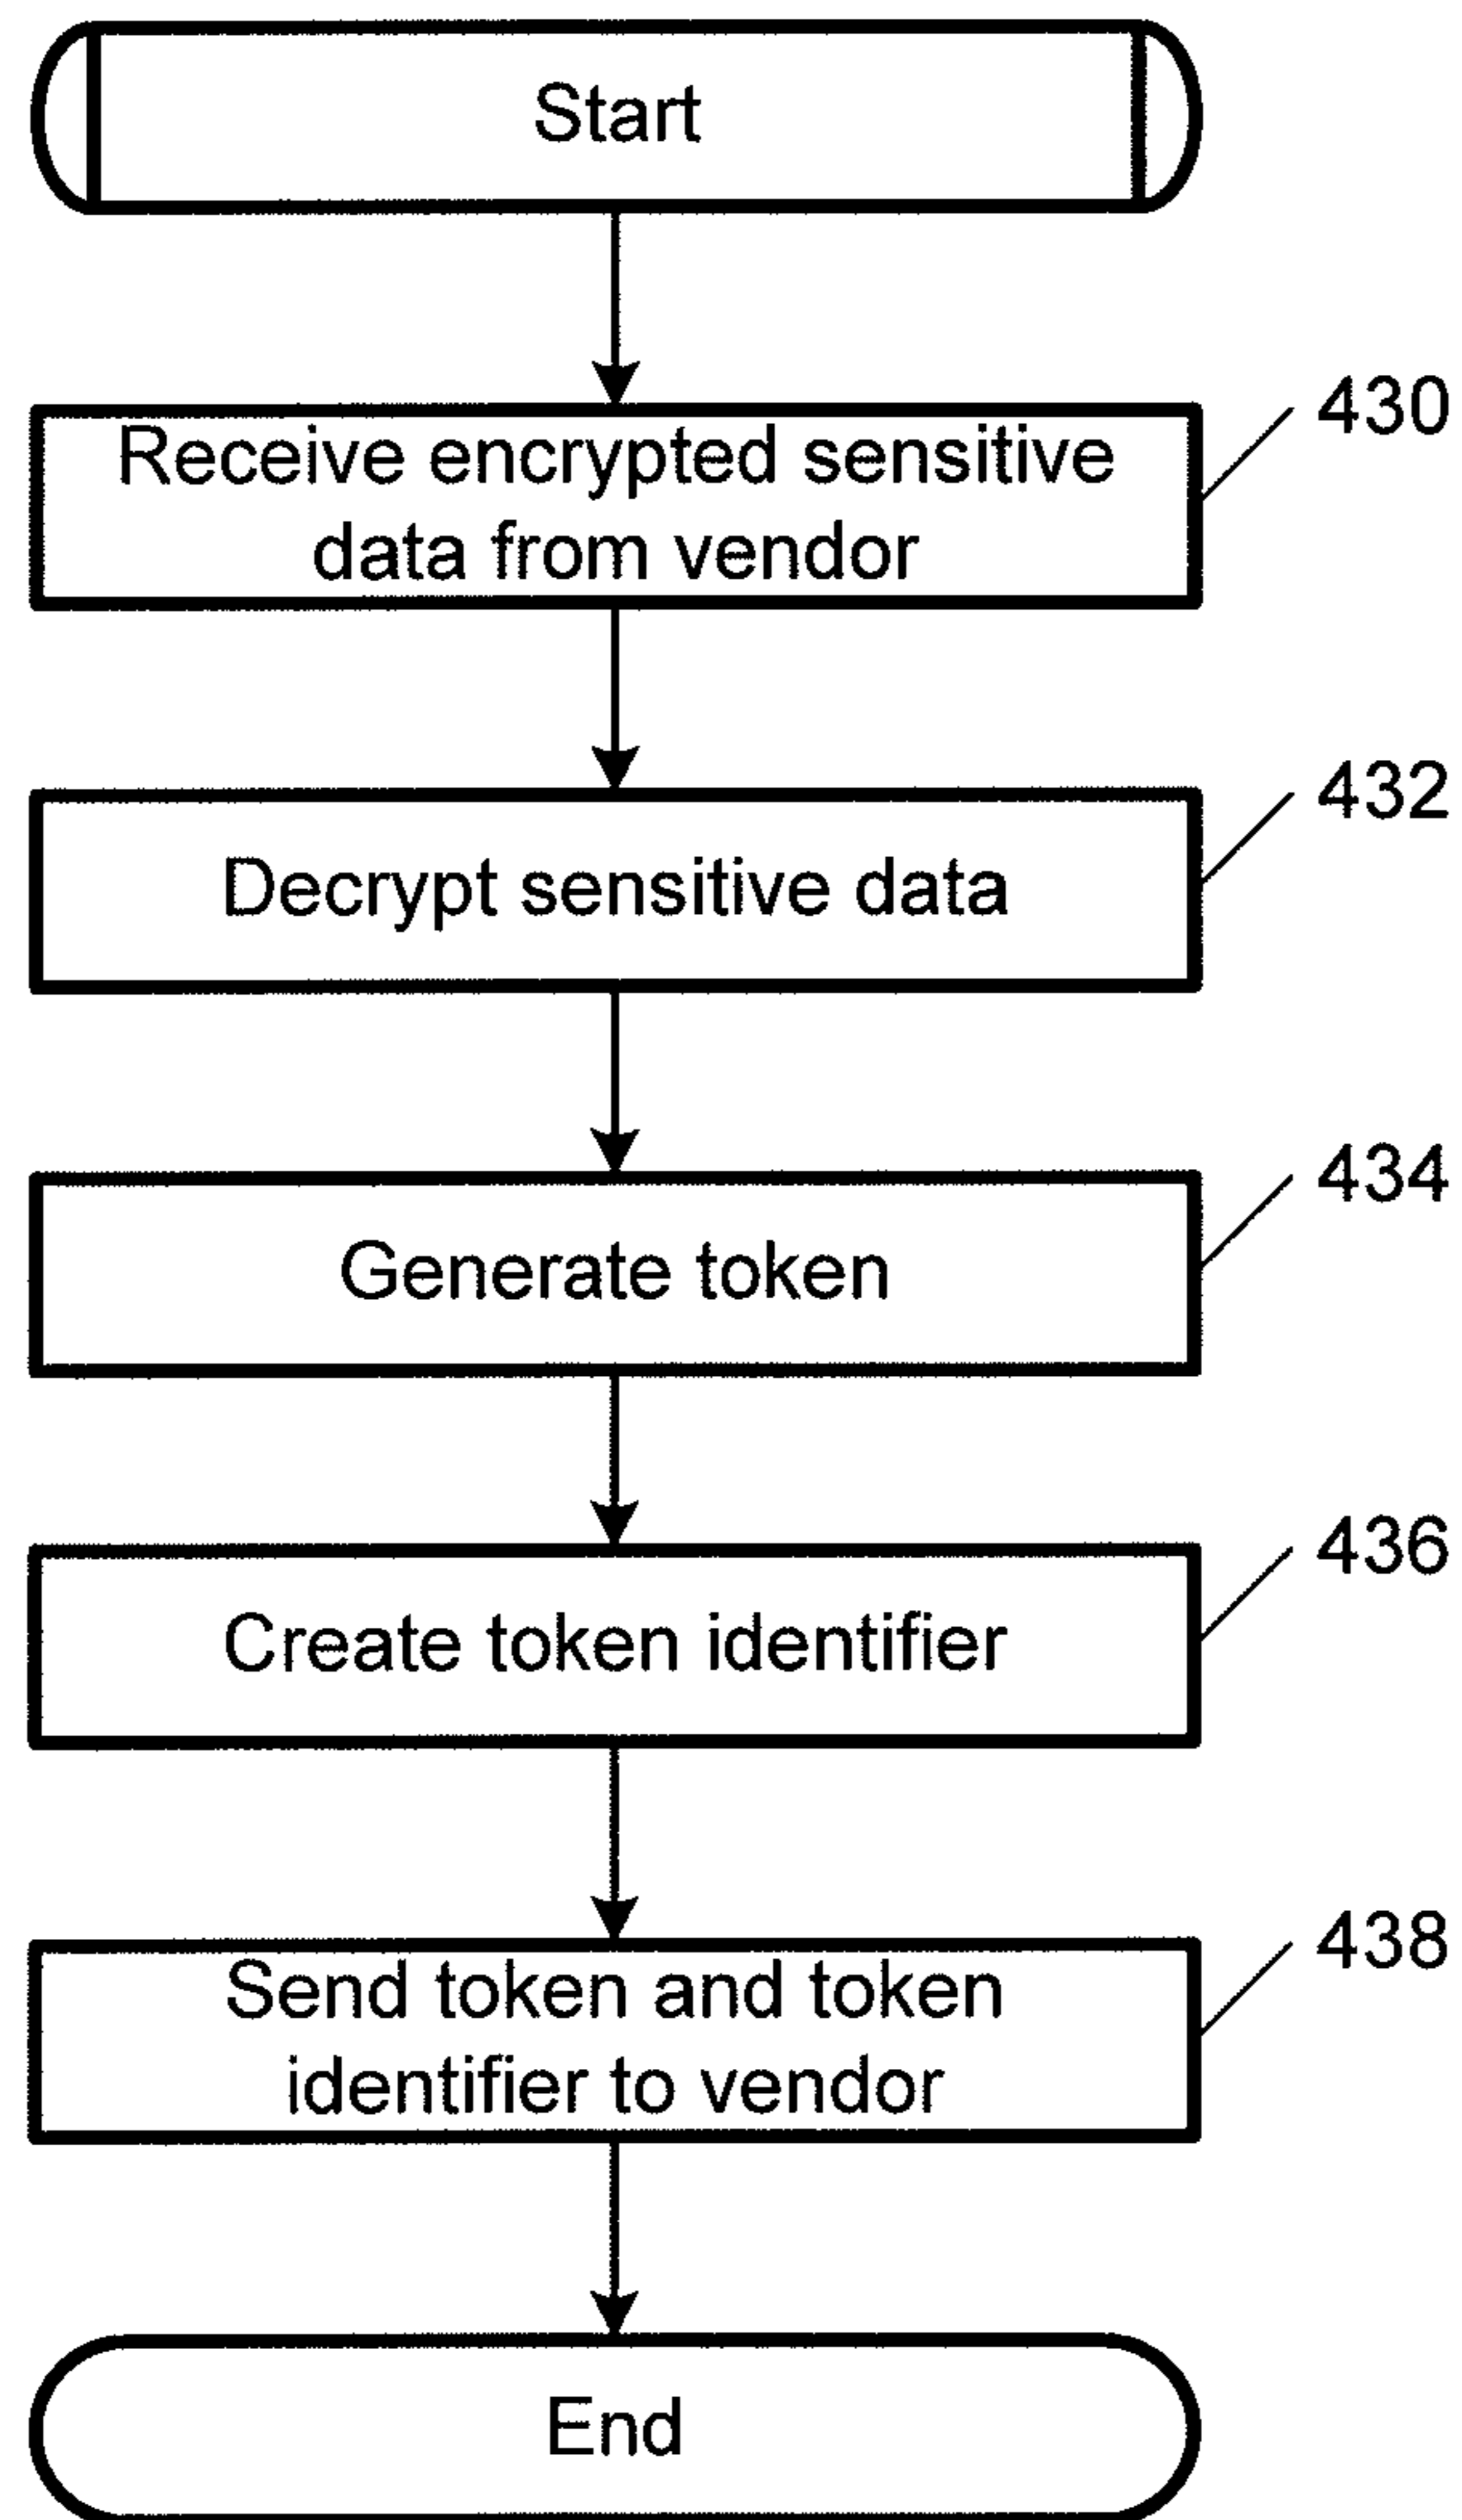 Start
Receive encrypted sensitive
data from vendor
430
Decrypt sensitive data
432
Generate token
434
Create token identifier
436
Send token and token
identifier to vendor
438
End